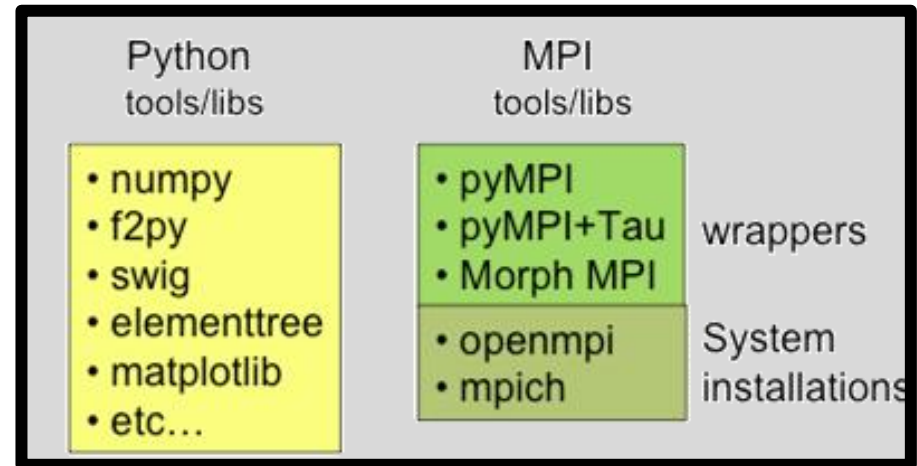 Python
tools/libs
• numpy
• f2py
• swig
• elementtree
• matplotlib
• etc…
MPI
tools/libs
• pyMPI
• pyMPI+Tau
• Morph MPI
wrappers
• openmpi
• mpich
System
installations